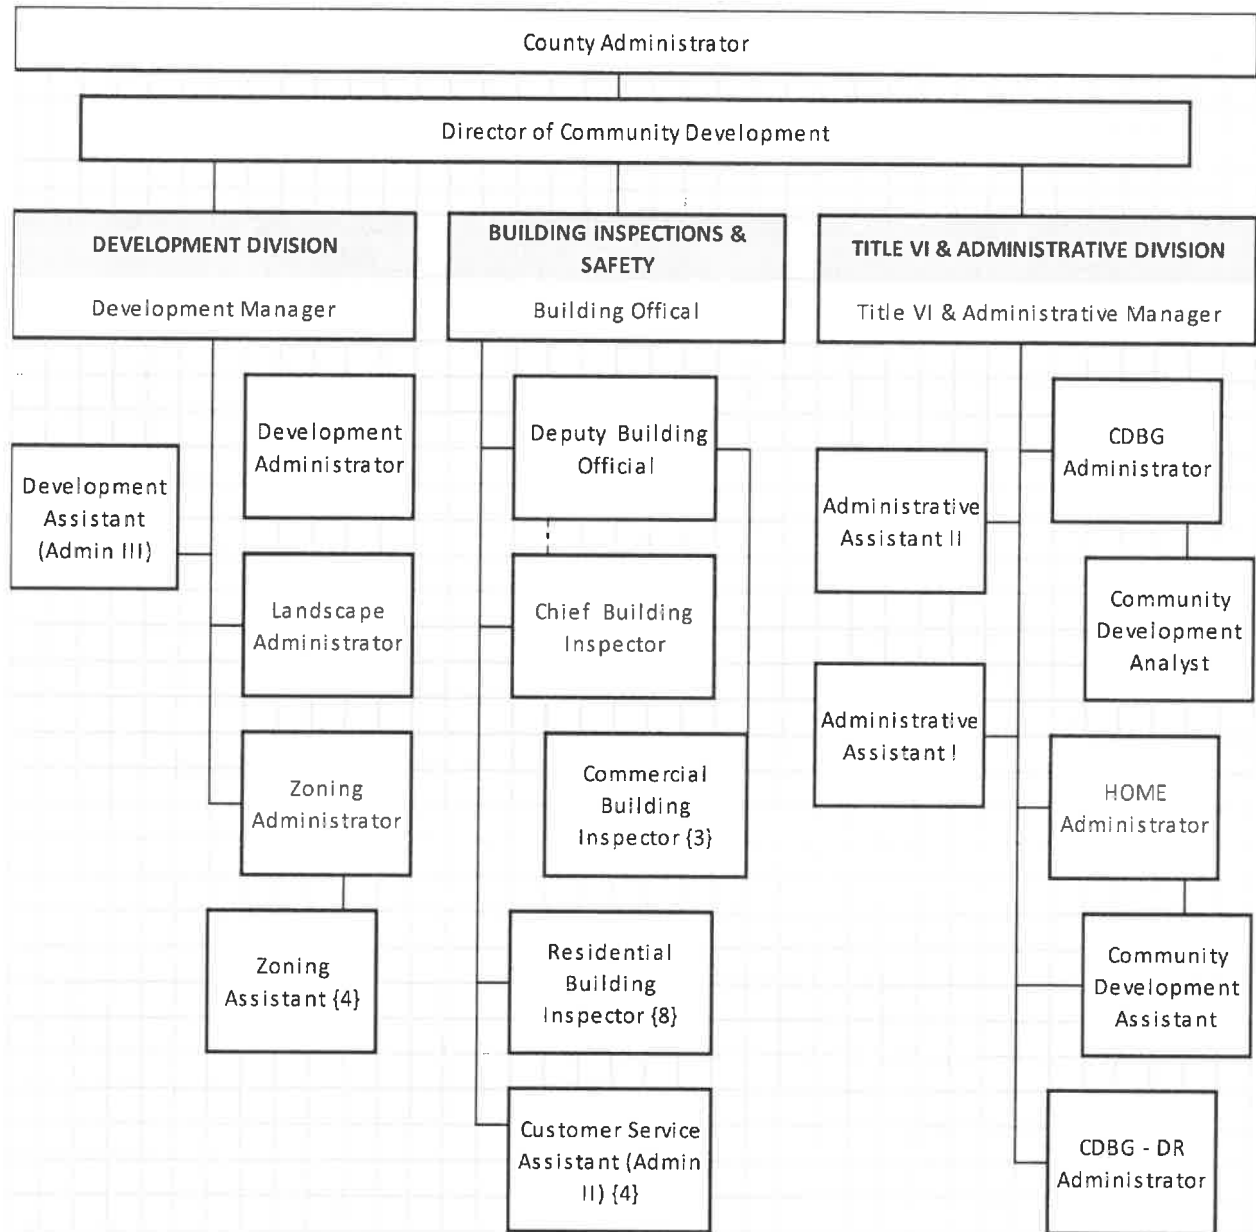 County Administrator
Director of Community Development
DEVELOPMENT DIVISION
Development Manager
BUILDING INSPECTIONS &
SAFETY
Building Offical
TITLE VI & ADMINISTRATIVE DIVISION
Title VI & Administrative Manager
Development
Assistant
(Admin III)
Development
Administrator
Landscape
Administrator
Zoning
Administrator
Zoning
Assistant {4}
Deputy Building
Official
Chief Building
Inspector
Commercial
Building
Inspector {3}
Residential
Building
Inspector {8}
Customer Service
Assistant (Admin
II) {4}
Administrative
Assistant II
Administrative
Assistant I
CDBG
Administrator
Community
Development
Analyst
HOME
Administrator
Community
Development
Assistant
CDBG - DR
Administrator